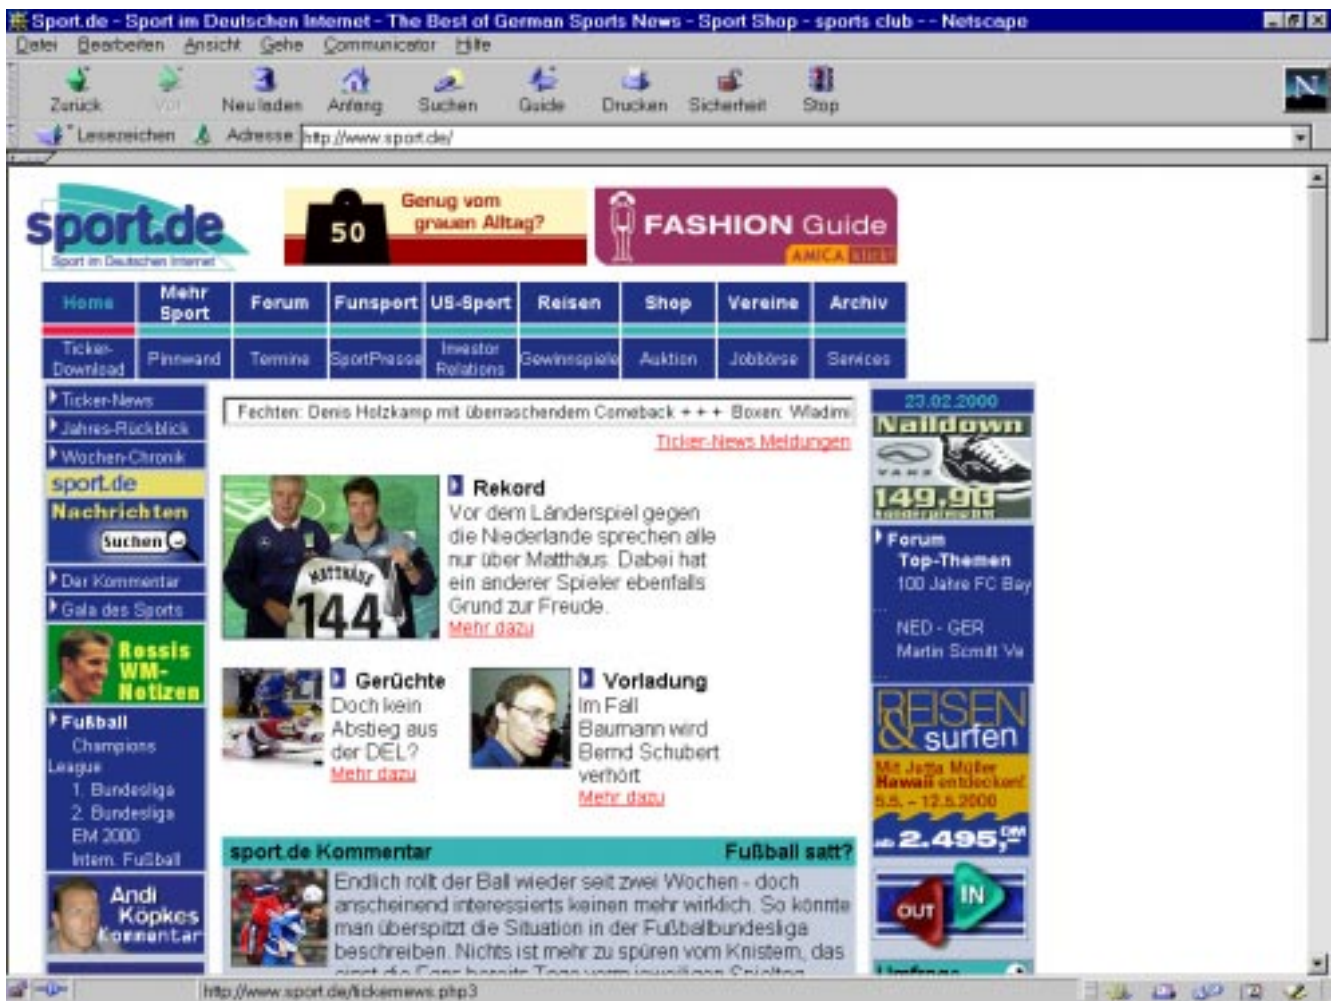 Sport.de - Sport im Deutschen Internet - The Best of German Sports News - Sport Shop - sports club - - Netscape
Datei Bearbeiten Ansicht Gehe Communicator Hilfe
Zurück Vor Neu laden Anfang Suchen Guide Drucken Sicherheit Stop
Lesezeichen Adresse http://www.sport.de/
N
sport.de
Sport im Deutschen Internet
50
Genug vom
grauen Alltag?
FASHION Guide
AMICA
Home Mehr Sport Forum Funsport US-Sport Reisen Shop Vereine Archiv
Ticker-Download Pinnwand Termine SportPresse Investor Relations Gewinnspiele Auktion Jobbörse Services
Ticker-News
Jahres-Rückblick
Wochen-Chronik
sport.de
Nachrichten
Suchen
Der Kommentar
Gala des Sports
Rossis
WM-
Notizen
Fußball
Champions
League
1. Bundesliga
2. Bundesliga
EM 2000
Intern. Fußball
Andi
Köpkes
Kommentar
Fechten: Denis Holzkamp mit überraschendem Comeback + + + Boxen: Wladimi
Ticker-News Meldungen
MATTHÄUS
144
Rekord
Vor dem Länderspiel gegen
die Niederlande sprechen alle
nur über Matthäus. Dabei hat
ein anderer Spieler ebenfalls
Grund zur Freude.
Mehr dazu
Gerüchte
Doch kein
Abstieg aus
der DEL?
Mehr dazu
Vorladung
Im Fall
Baumann wird
Bernd Schubert
verhört
Mehr dazu
sport.de Kommentar Fußball satt?
Endlich rollt der Ball wieder seit zwei Wochen - doch
anscheinend interessierts keinen mehr wirklich. So könnte
man überspitzt die Situation in der Fußballbundesliga
beschreiben. Nichts ist mehr zu spüren vom Knistern, das
23.02.2000
Naildown
VANS
149,90
Forum
Top-Themen
100 Jahre FC Bay
...
NED - GER
Martin Scmitt Ve
...
REISEN
& surfen
Mit Jutta Müller
Hawaii entdecken!
5.5. - 12.5.2000
ab 2.495,- DM
OUT IN
Umfrage
http://www.sport.de/tickernews.php3